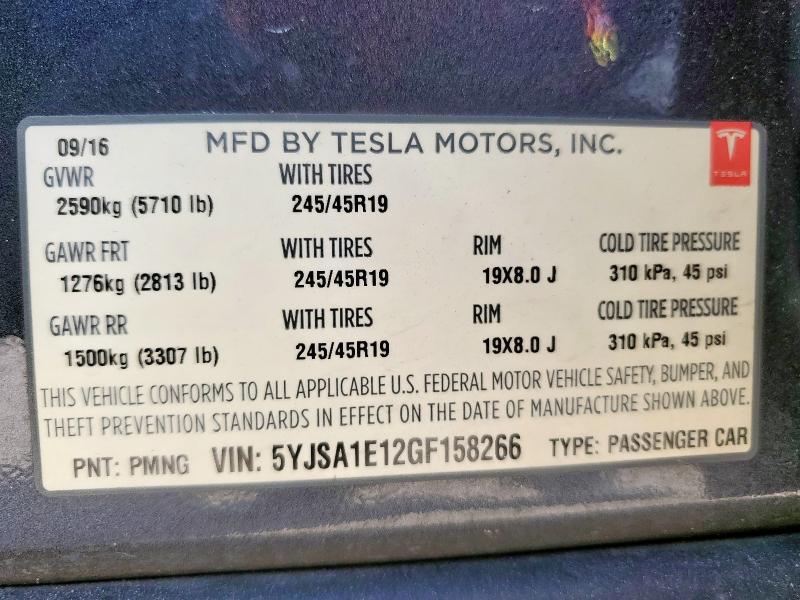 09/16 MFD BY TESLA MOTORS, INC.
TESLA
GVWR WITH TIRES
2590kg (5710 lb) 245/45R19
GAWR FRT WITH TIRES RIM COLD TIRE PRESSURE
1276kg (2813 lb) 245/45R19 19X8.0 J 310 kPa, 45 psi
GAWR RR WITH TIRES RIM COLD TIRE PRESSURE
1500kg (3307 lb) 245/45R19 19X8.0 J 310 kPa, 45 psi
THIS VEHICLE CONFORMS TO ALL APPLICABLE U.S. FEDERAL MOTOR VEHICLE SAFETY, BUMPER, AND
THEFT PREVENTION STANDARDS IN EFFECT ON THE DATE OF MANUFACTURE SHOWN ABOVE.
PNT: PMNG VIN: 5YJSA1E12GF158266 TYPE: PASSENGER CAR